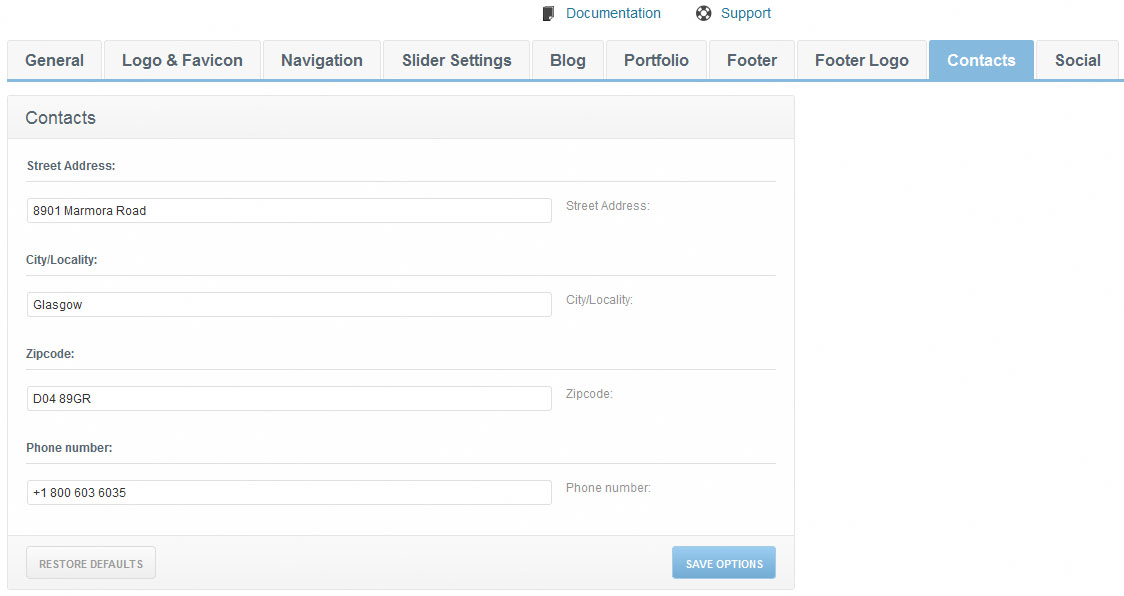 Documentation Support
General Logo & Favicon Navigation Slider Settings Blog Portfolio Footer Footer Logo Contacts Social
Contacts
Street Address:
8901 Marmora Road Street Address:
City/Locality:
Glasgow City/Locality:
Zipcode:
D04 89GR Zipcode:
Phone number:
+1 800 603 6035 Phone number:
RESTORE DEFAULTS SAVE OPTIONS